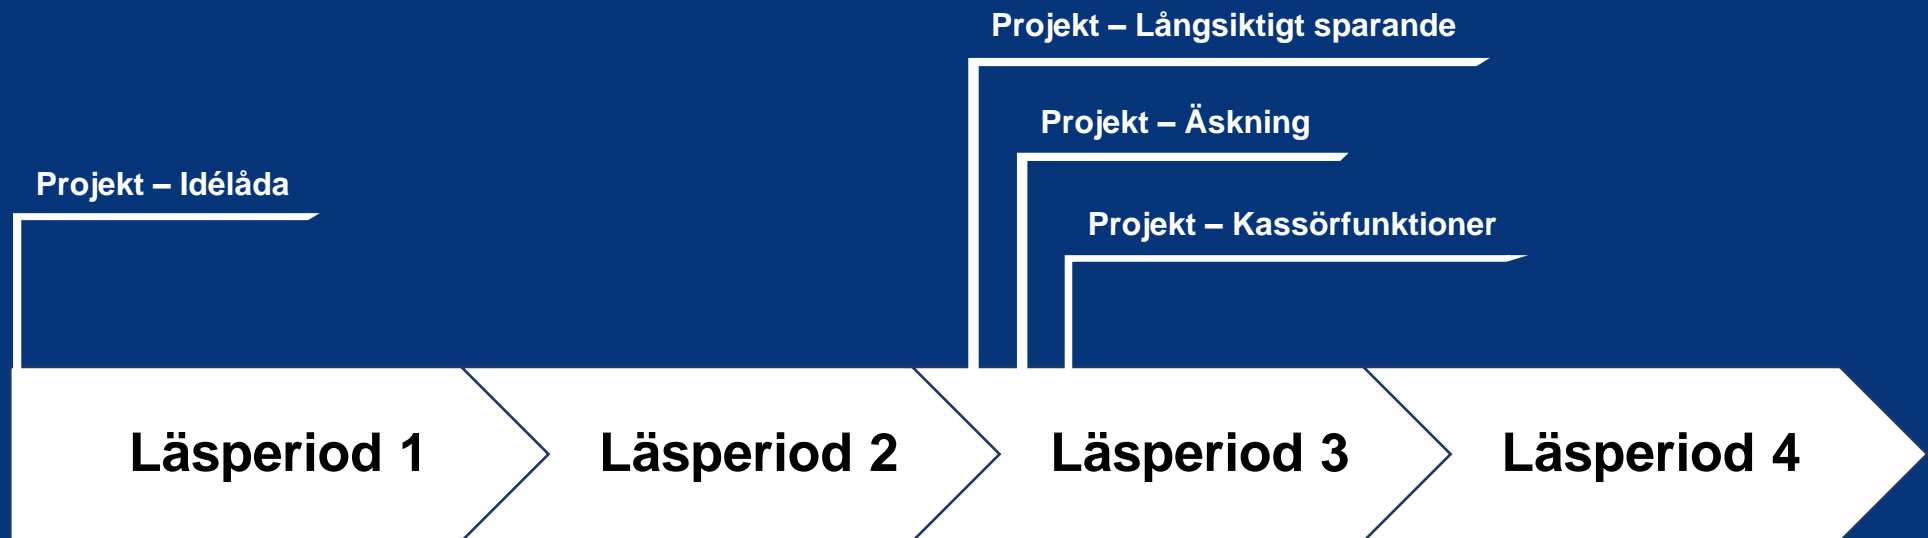 Projekt – Långsiktigt sparande
Projekt – Äskning
Projekt – Idélåda
Projekt – Kassörfunktioner
Läsperiod 1
Läsperiod 2
Läsperiod 3
Läsperiod 4